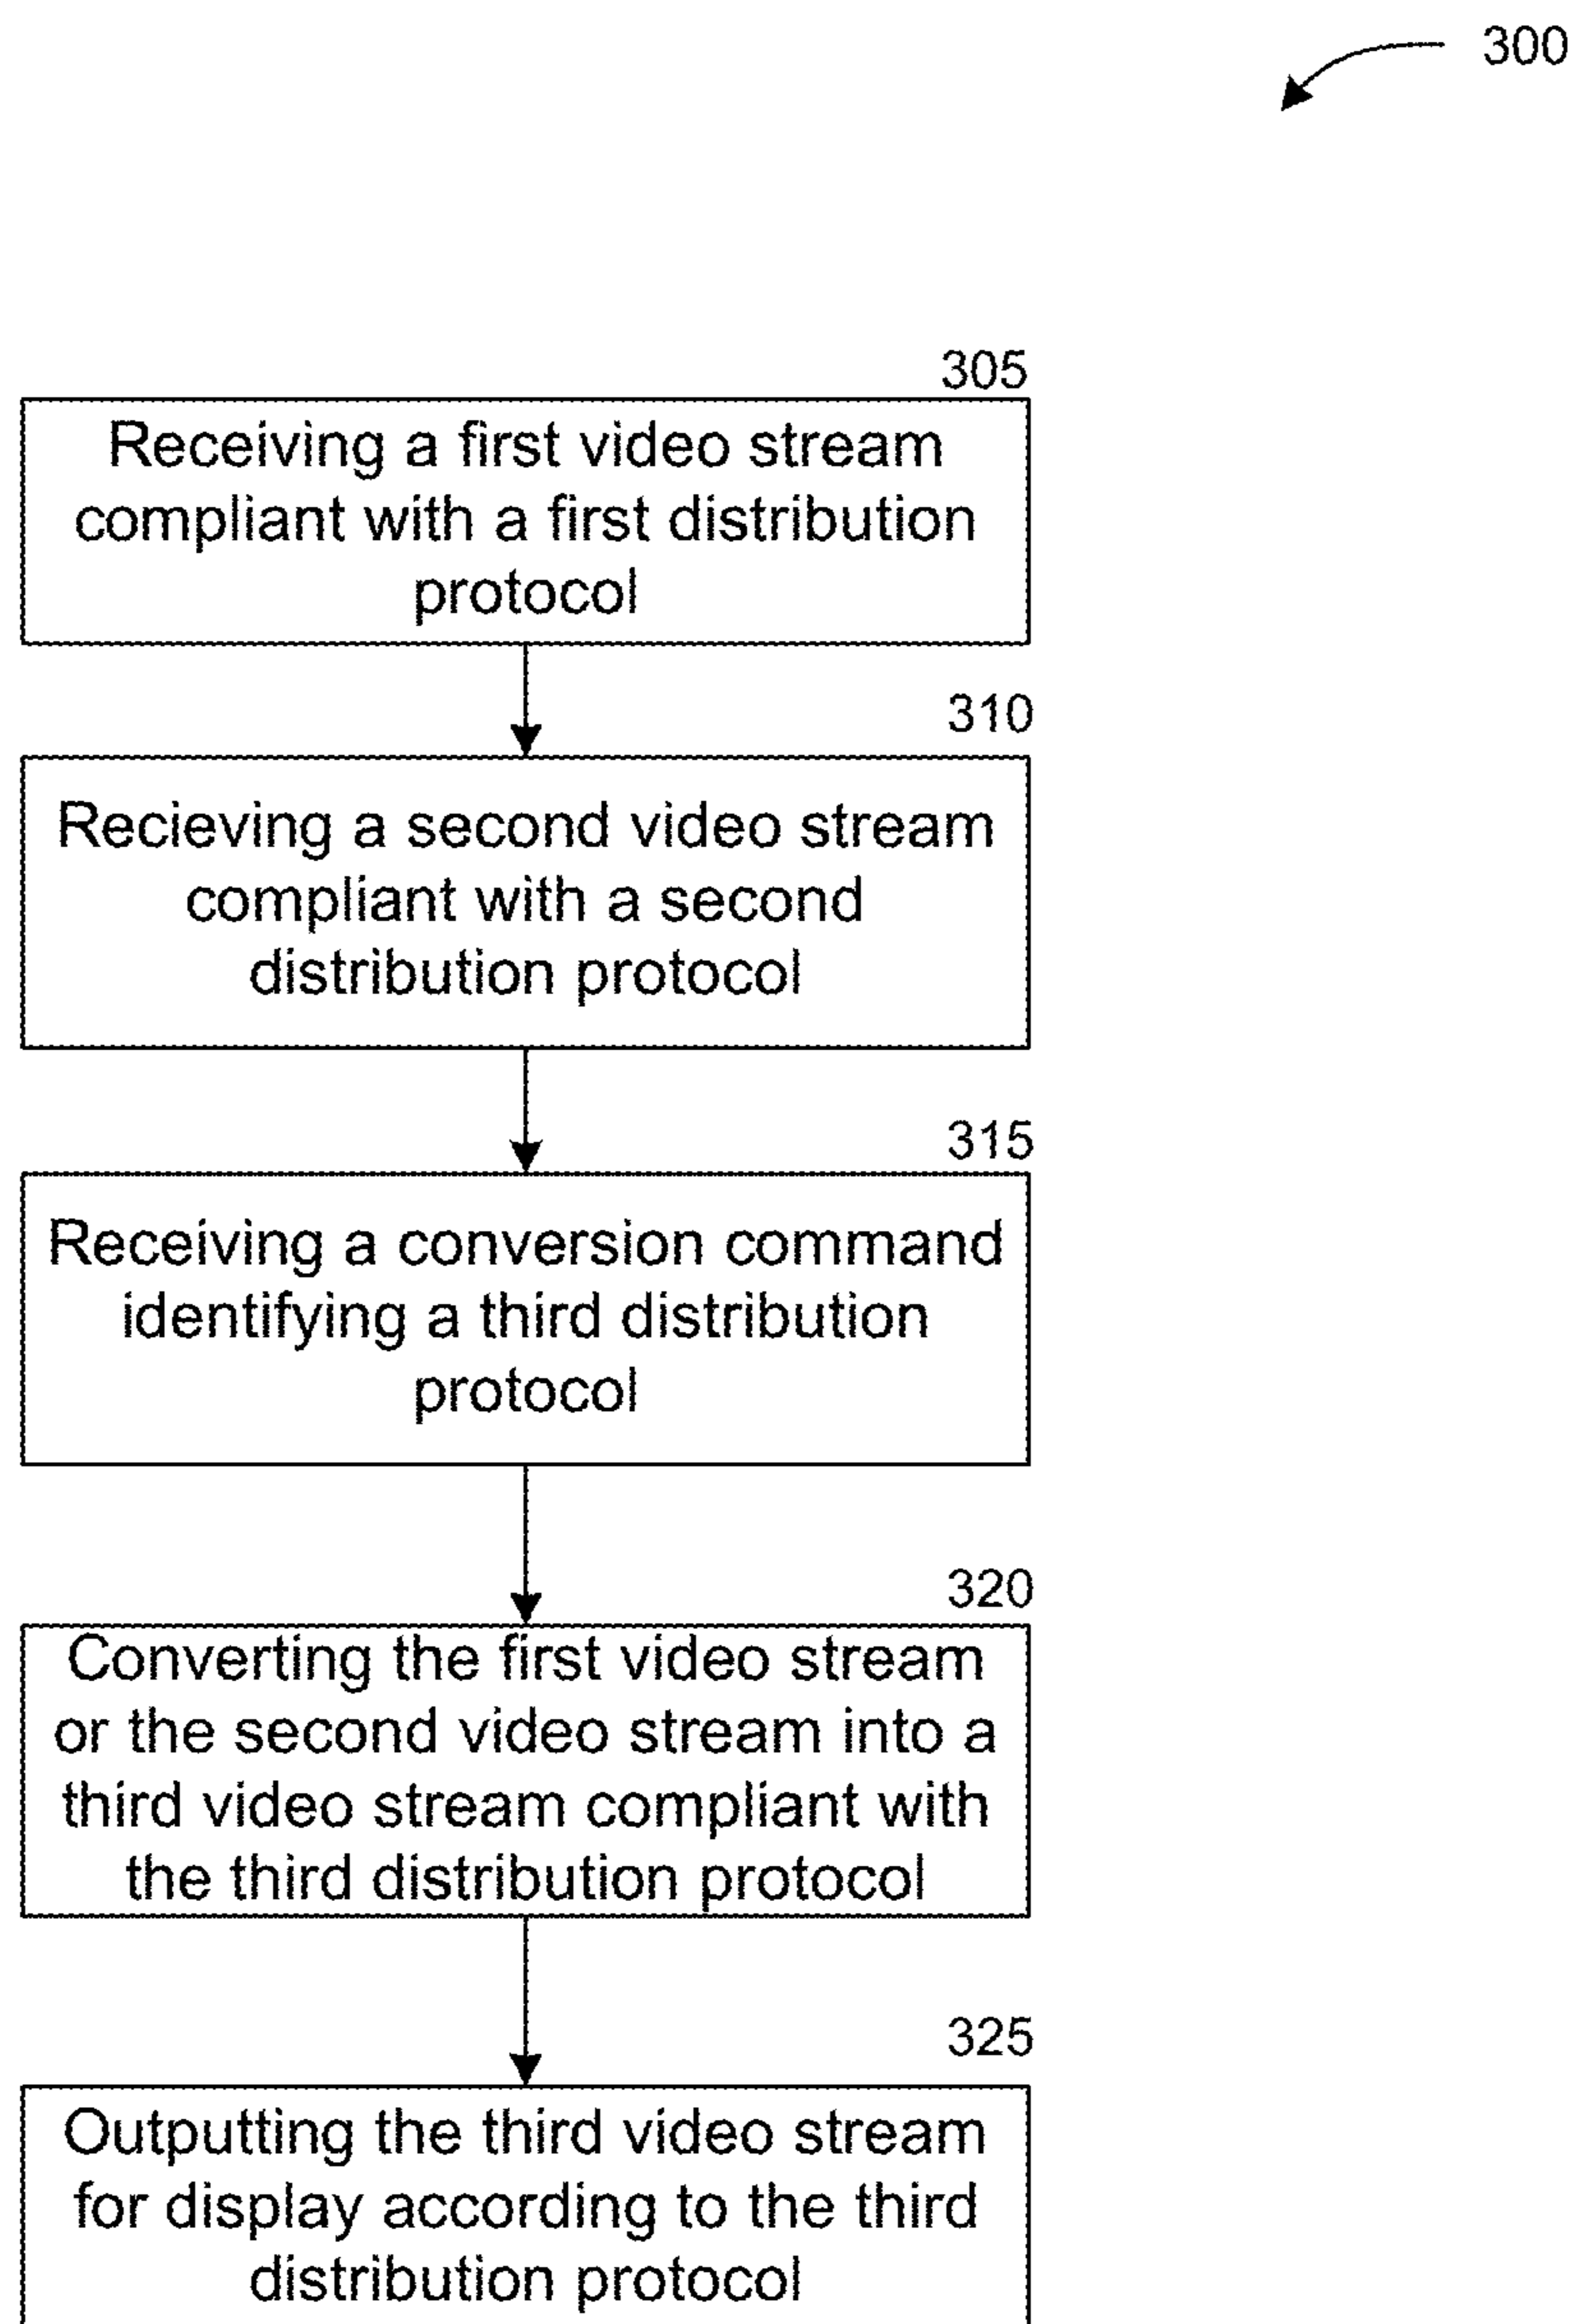 300
305
Receiving a first video stream
compliant with a first distribution
protocol
310
Recieving a second video stream
compliant with a second
distribution protocol
315
Receiving a conversion command
identifying a third distribution
protocol
320
Converting the first video stream
or the second video stream into a
third video stream compliant with
the third distribution protocol
325
Outputting the third video stream
for display according to the third
distribution protocol